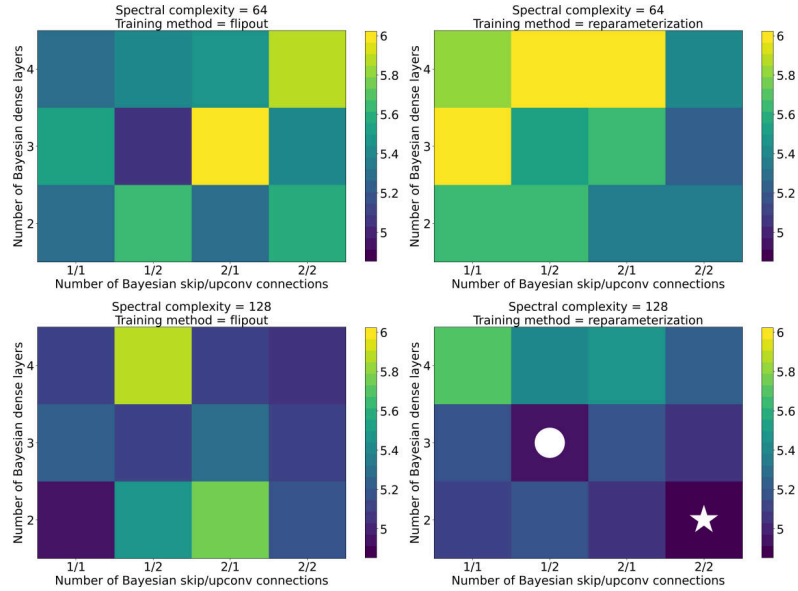 Spectral complexity = 64
Training method = flipout
Number of Bayesian dense layers
4
3
2
1/1 1/2 2/1 2/2
Number of Bayesian skip/upconv connections
6
5.8
5.6
5.4
5.2
5
Spectral complexity = 64
Training method = reparameterization
Number of Bayesian dense layers
4
3
2
1/1 1/2 2/1 2/2
Number of Bayesian skip/upconv connections
6
5.8
5.6
5.4
5.2
5
Spectral complexity = 128
Training method = flipout
Number of Bayesian dense layers
4
3
2
1/1 1/2 2/1 2/2
Number of Bayesian skip/upconv connections
6
5.8
5.6
5.4
5.2
5
Spectral complexity = 128
Training method = reparameterization
Number of Bayesian dense layers
4
3
2
1/1 1/2 2/1 2/2
Number of Bayesian skip/upconv connections
6
5.8
5.6
5.4
5.2
5